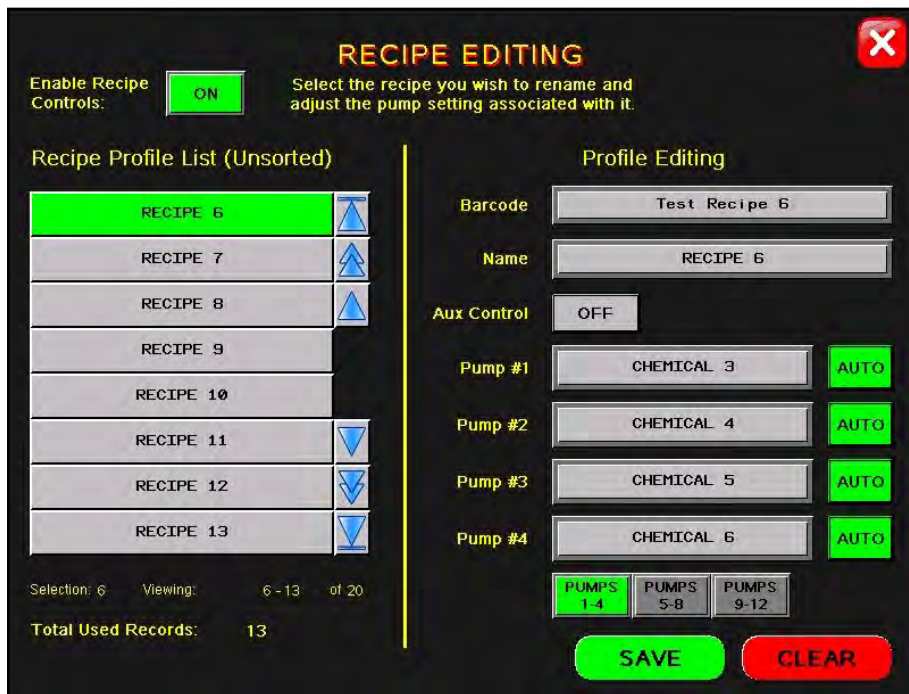 RECIPE EDITING
Enable Recipe
Controls:
ON
Select the recipe you wish to rename and
adjust the pump setting associated with it.
Recipe Profile List (Unsorted)
RECIPE 6
RECIPE 7
RECIPE 8
RECIPE 9
RECIPE 10
RECIPE 11
RECIPE 12
RECIPE 13
Selection: 6 Viewing: 6 - 13 of 20
Total Used Records: 13
Profile Editing
Barcode Test Recipe 6
Name RECIPE 6
Aux Control OFF
Pump #1 CHEMICAL 3 AUTO
Pump #2 CHEMICAL 4 AUTO
Pump #3 CHEMICAL 5 AUTO
Pump #4 CHEMICAL 6 AUTO
PUMPS
1-4
PUMPS
5-8
PUMPS
9-12
SAVE
CLEAR